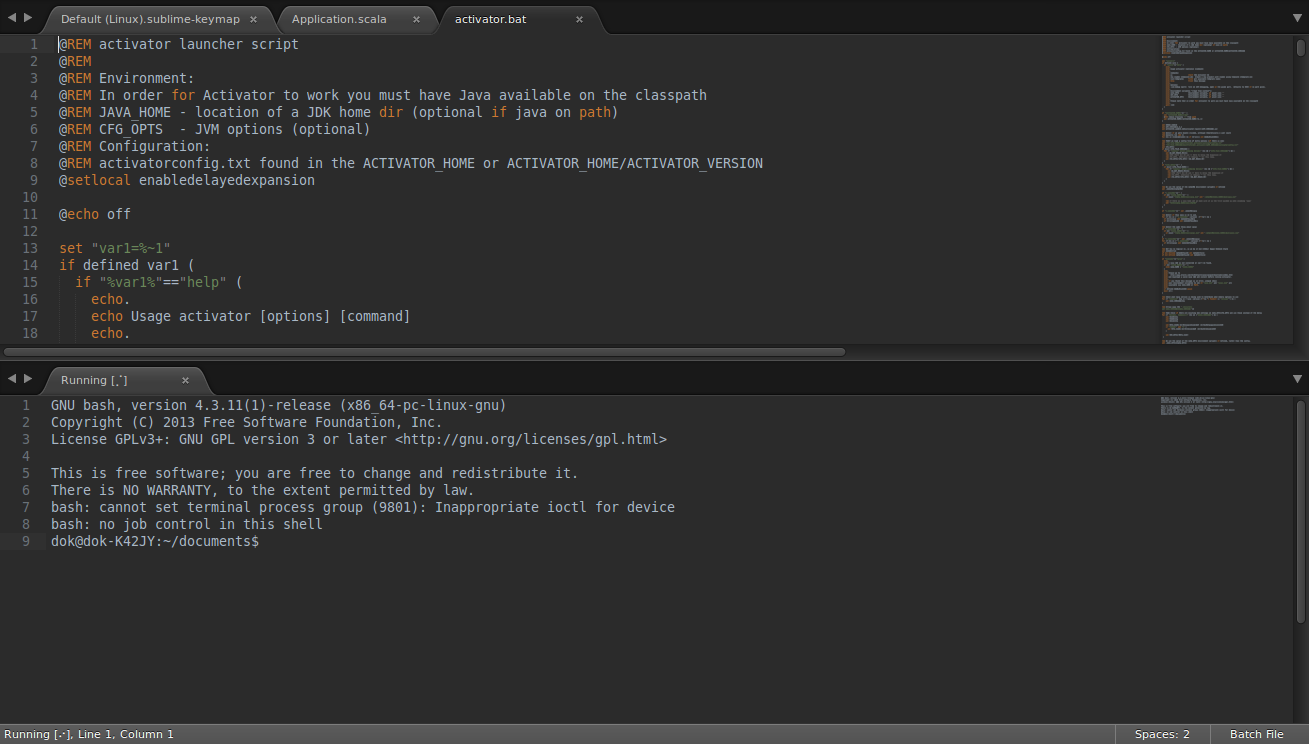 Default (Linux).sublime-keymap × Application.scala × activator.bat ×
1 @REM activator launcher script
2 @REM
3 @REM Environment:
4 @REM In order for Activator to work you must have Java available on the classpath
5 @REM JAVA_HOME - location of a JDK home dir (optional if java on path)
6 @REM CFG_OPTS  - JVM options (optional)
7 @REM Configuration:
8 @REM activatorconfig.txt found in the ACTIVATOR_HOME or ACTIVATOR_HOME/ACTIVATOR_VERSION
9 @setlocal enabledelayedexpansion
10
11 @echo off
12
13 set "var1=%~1"
14 if defined var1 (
15   if "%var1%"=="help" (
16     echo.
17     echo Usage activator [options] [command]
18     echo.
Running [⡈] ×
1 GNU bash, version 4.3.11(1)-release (x86_64-pc-linux-gnu)
2 Copyright (C) 2013 Free Software Foundation, Inc.
3 License GPLv3+: GNU GPL version 3 or later <http://gnu.org/licenses/gpl.html>
4
5 This is free software; you are free to change and redistribute it.
6 There is NO WARRANTY, to the extent permitted by law.
7 bash: cannot set terminal process group (9801): Inappropriate ioctl for device
8 bash: no job control in this shell
9 dok@dok-K42JY:~/documents$
Running [⠔], Line 1, Column 1 Spaces: 2 Batch File